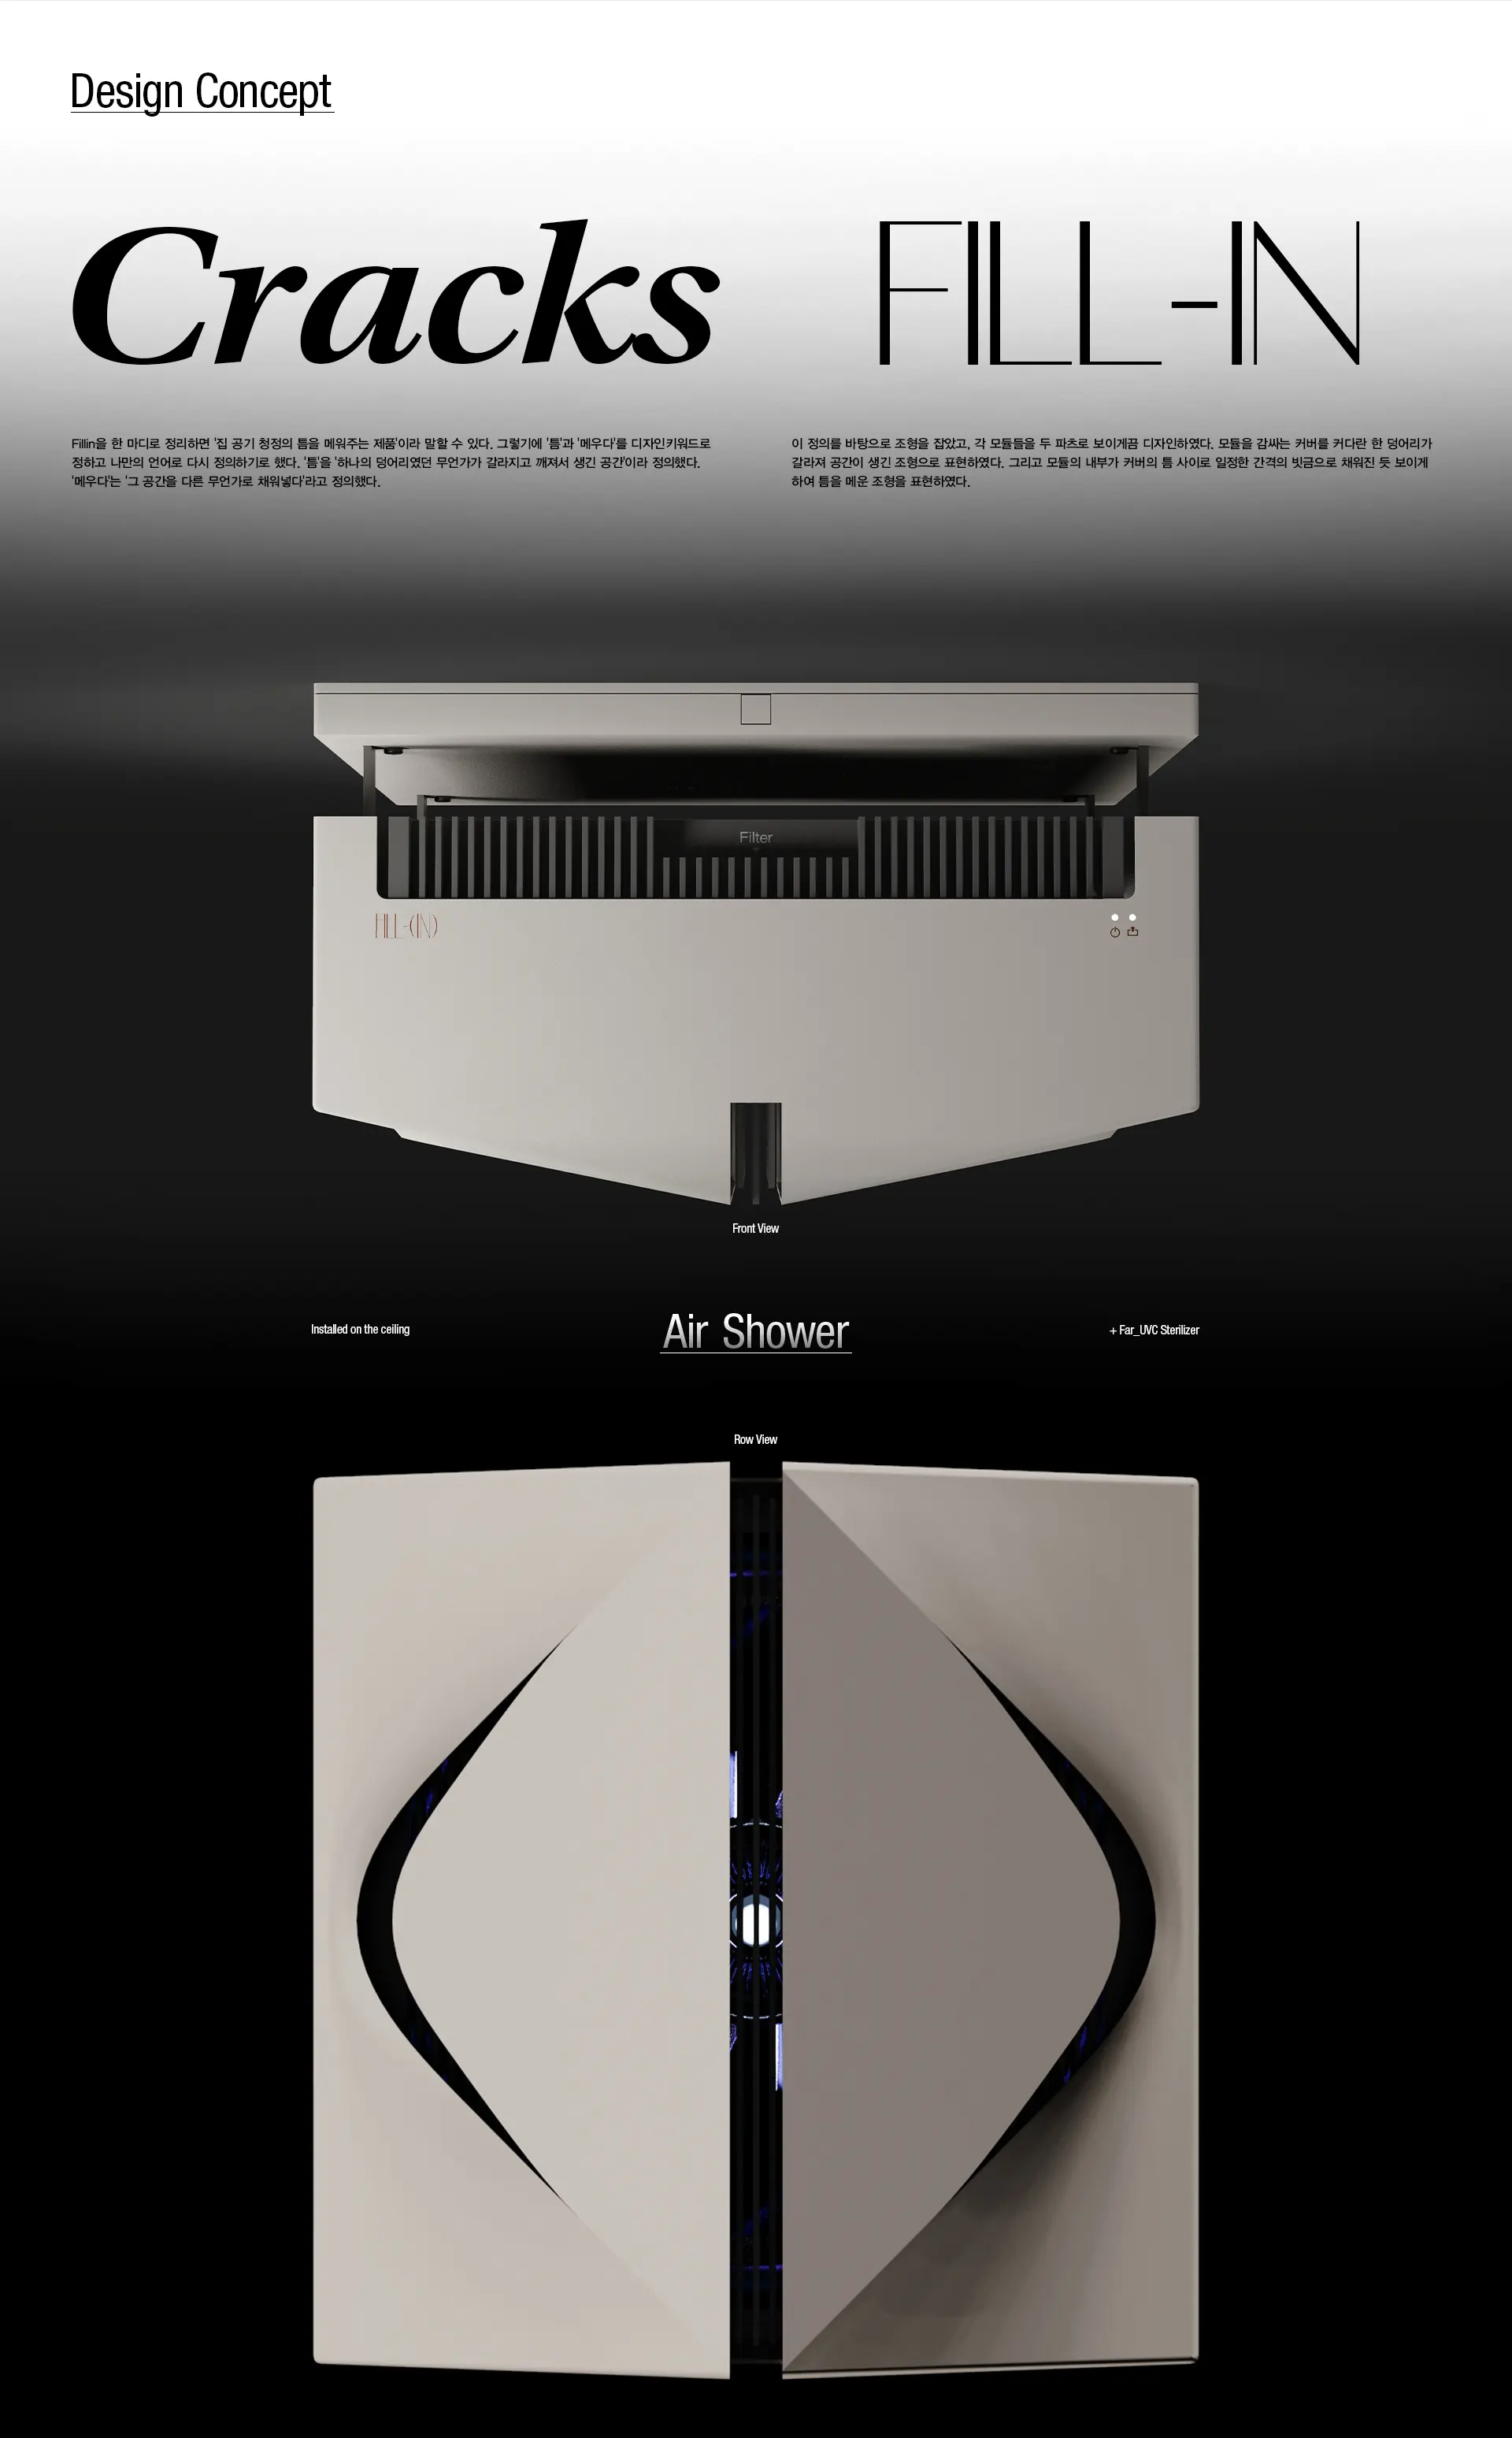 Design Concept
Cracks
FILL-IN
Fillin을 한 마디로 정리하면 '집 공기 청정의 틈을 메워주는 제품'이라 말할 수 있다. 그렇기에 '틈'과 '메우다'를 디자인키워드로
정하고 나만의 언어로 다시 정의하기로 했다. '틈'을 '하나의 덩어리였던 무언가가 갈라지고 깨져서 생긴 공간'이라 정의했다.
'메우다'는 '그 공간을 다른 무언가로 채워넣다'라고 정의했다.
이 정의를 바탕으로 조형을 잡았고, 각 모듈들을 두 파츠로 보이게끔 디자인하였다. 모듈을 감싸는 커버를 커다란 한 덩어리가
갈라져 공간이 생긴 조형으로 표현하였다. 그리고 모듈의 내부가 커버의 틈 사이로 일정한 간격의 빗금으로 채워진 듯 보이게
하여 틈을 메운 조형을 표현하였다.
Filter
FILL-(IN)
Front View
Installed on the ceiling
Air Shower
+ Far_UVC Sterilizer
Row View